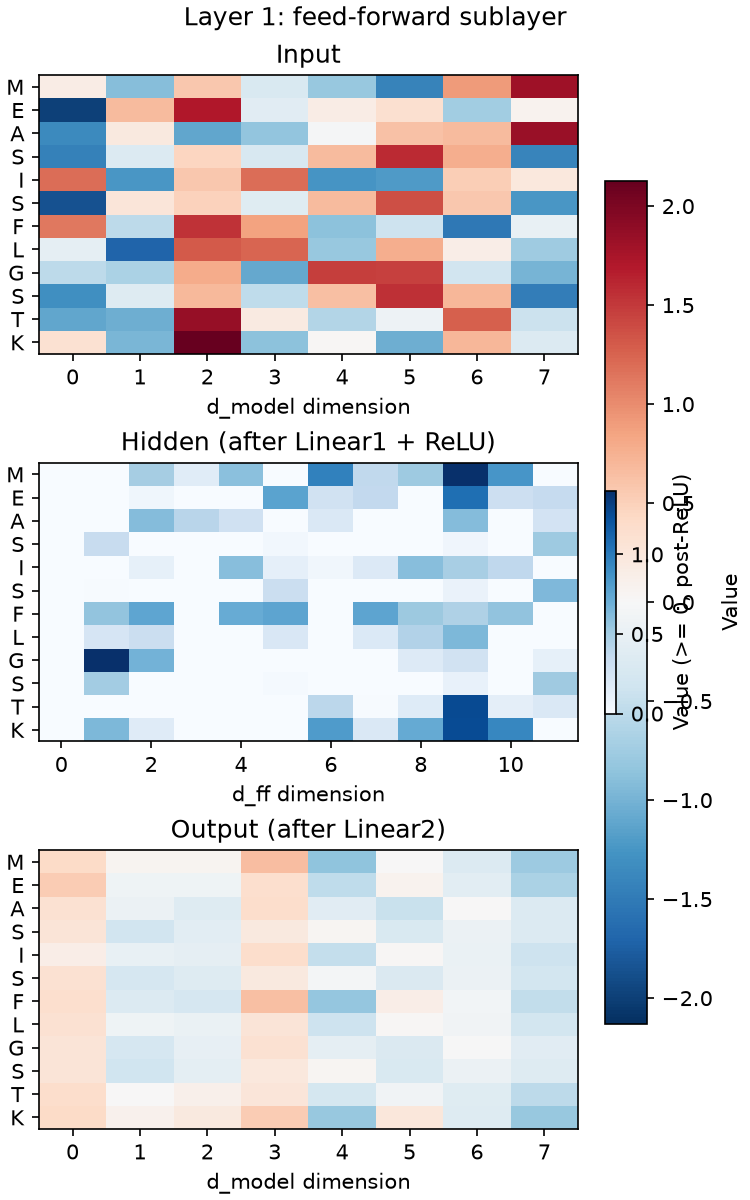 Layer 1: feed-forward sublayer
Input
M
E
A
S
I
S
F
L
G
S
T
K
0 1 2 3 4 5 6 7
d_model dimension
Hidden (after Linear1 + ReLU)
M
E
A
S
I
S
F
L
G
S
T
K
0 2 4 6 8 10
d_ff dimension
Output (after Linear2)
M
E
A
S
I
S
F
L
G
S
T
K
0 1 2 3 4 5 6 7
d_model dimension
2.0
1.5
1.0
0.5
0.0
−0.5
−1.0
−1.5
−2.0
Value
1.0
0.5
0.0
Value (>= 0, post-ReLU)